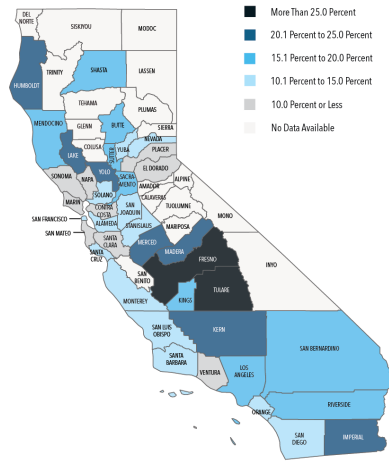 More Than 25.0 Percent
20.1 Percent to 25.0 Percent
15.1 Percent to 20.0 Percent
10.1 Percent to 15.0 Percent
10.0 Percent or Less
No Data Available
DEL
NORTE
SISKIYOU
MODOC
HUMBOLDT
TRINITY
SHASTA
LASSEN
TEHAMA
PLUMAS
MENDOCINO
GLENN
BUTTE
SIERRA
LAKE
COLUSA
SUTTER
YUBA
NEVADA
PLACER
SONOMA
NAPA
YOLO
EL DORADO
SACRA
MENTO
AMADOR
ALPINE
MARIN
SOLANO
CALAVERAS
SAN FRANCISCO
CONTRA
COSTA
SAN
JOAQUIN
TUOLUMNE
MONO
SAN MATEO
ALAMEDA
STANISLAUS
MARIPOSA
SANTA
CLARA
SANTA
CRUZ
MERCED
MADERA
SAN
BENITO
FRESNO
INYO
MONTEREY
KINGS
TULARE
SAN LUIS
OBISPO
KERN
SAN BERNARDINO
SANTA
BARBARA
VENTURA
LOS
ANGELES
ORANGE
RIVERSIDE
SAN
DIEGO
IMPERIAL